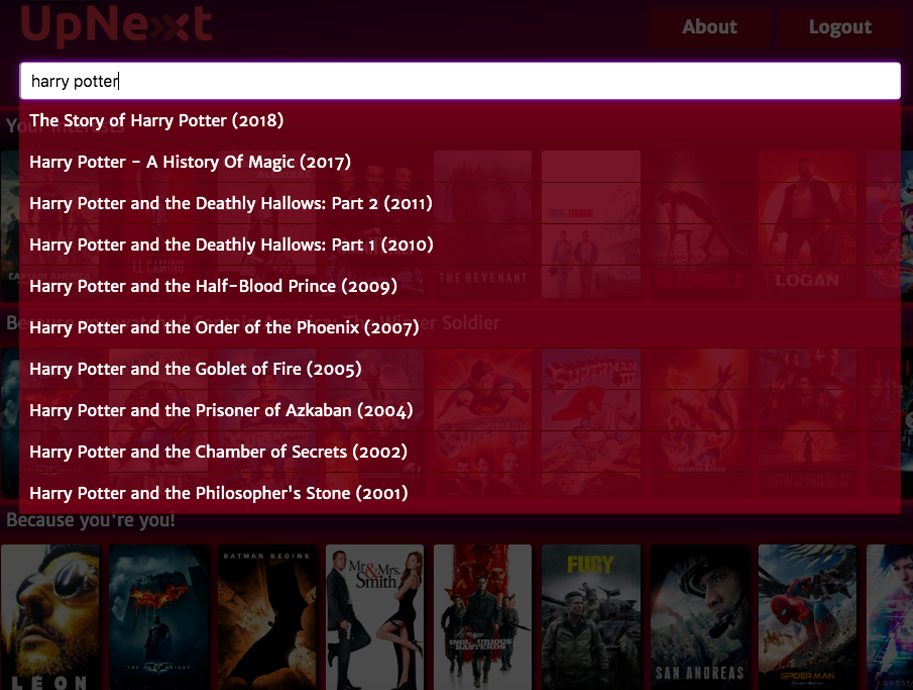 UpNext
About
Logout
harry potter
Your Interests
The Story of Harry Potter (2018)
Harry Potter - A History Of Magic (2017)
Harry Potter and the Deathly Hallows: Part 2 (2011)
Harry Potter and the Deathly Hallows: Part 1 (2010)
EL CAMINO
THE REVENANT
LOGAN
Harry Potter and the Half-Blood Prince (2009)
Because you watched Captain America: The Winter Soldier
Harry Potter and the Order of the Phoenix (2007)
Harry Potter and the Goblet of Fire (2005)
SUPERMAN III
Harry Potter and the Prisoner of Azkaban (2004)
Harry Potter and the Chamber of Secrets (2002)
Harry Potter and the Philosopher's Stone (2001)
Because you're you!
BATMAN BEGINS
Mr.&Mrs.
Smith
FURY
INGLOURIOUS
BASTERDS
THE DARK KNIGHT
SAN ANDREAS
SPIDER-MAN
LEON
GHOST